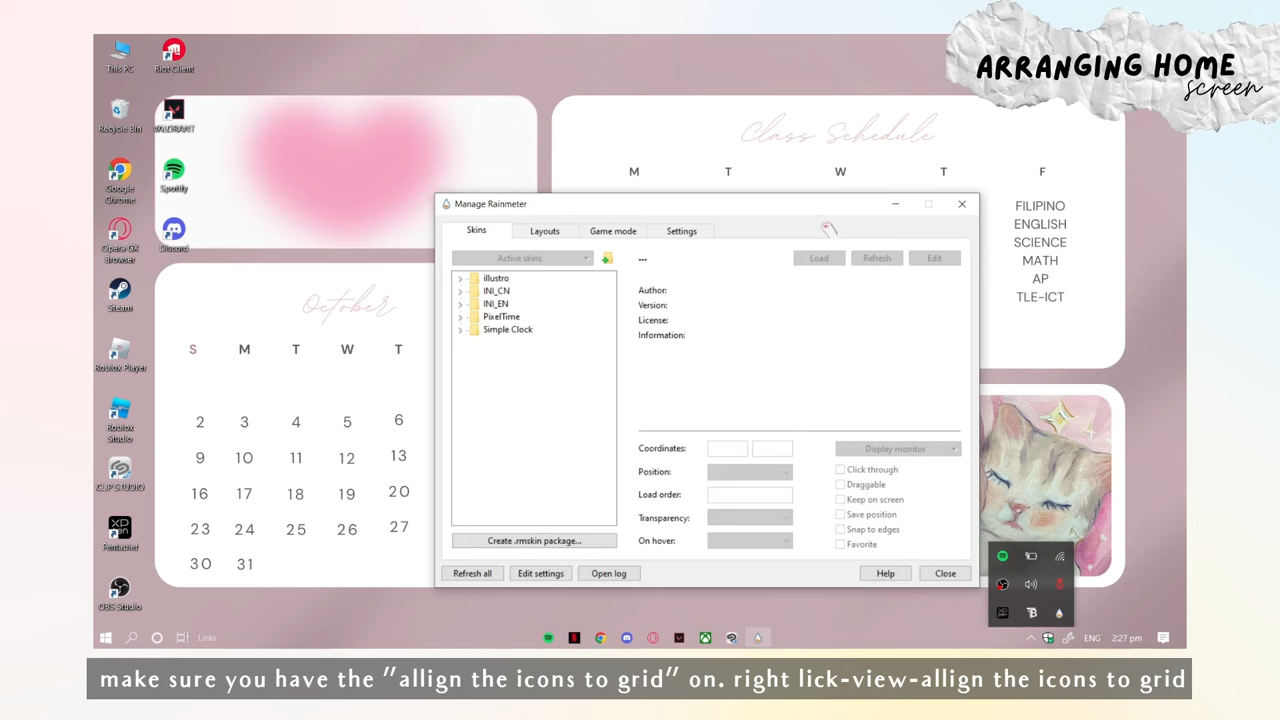 ARRANGING HOME
screen
This PC
Riot Client
Recycle Bin
VALORANT
Google
Chrome
Spotify
Opera GX
Browser
Discord
Steam
Roblox Player
Roblox
Studio
CLIP STUDIO
xp
pen
Pentablet
OBS Studio
Class Schedule
M T W T F
FILIPINO
ENGLISH
SCIENCE
MATH
AP
TLE-ICT
October
S M T W T
2 3 4 5 6
9 10 11 12 13
16 17 18 19 20
23 24 25 26 27
30 31
Manage Rainmeter
Skins Layouts Game mode Settings
Active skins ... Load Refresh Edit
illustro
INI_CN
INI_EN
PixelTime
Simple Clock
Author:
Version:
License:
Information:
Coordinates: Display monitor
Position: Click through
Draggable
Load order: Keep on screen
Save position
Transparency: Snap to edges
On hover: Favorite
Create .rmskin package...
Refresh all Edit settings Open log Help Close
Links ENG 2:27 pm
make sure you have the "allign the icons to grid" on. right lick-view-allign the icons to grid